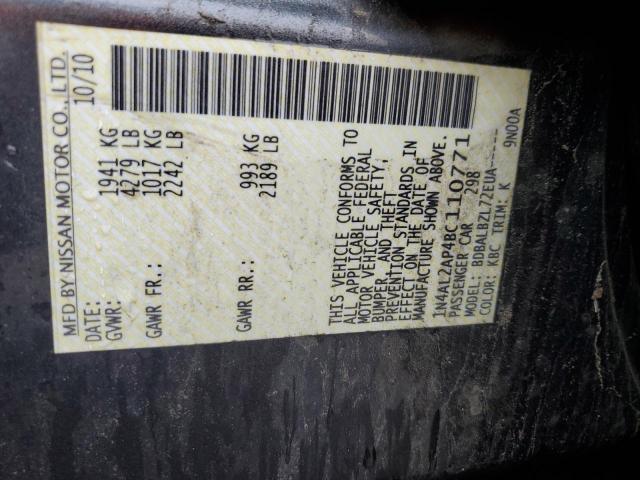 MFD BY NISSAN MOTOR CO., LTD.
DATE: 10/10
GVWR: 1941 KG
4279 LB
GAWR FR.: 1017 KG
2242 LB
GAWR RR.: 993 KG
2189 LB
THIS VEHICLE CONFORMS TO
ALL APPLICABLE FEDERAL
MOTOR VEHICLE SAFETY,
BUMPER, AND THEFT
PREVENTION STANDARDS IN
EFFECT ON THE DATE OF
MANUFACTURE SHOWN ABOVE.
1N4AL2AP4BC110771
PASSENGER CAR 298
MODEL: BDBALBZL72EUA-----
COLOR: KBC TRIM: K 9N00A